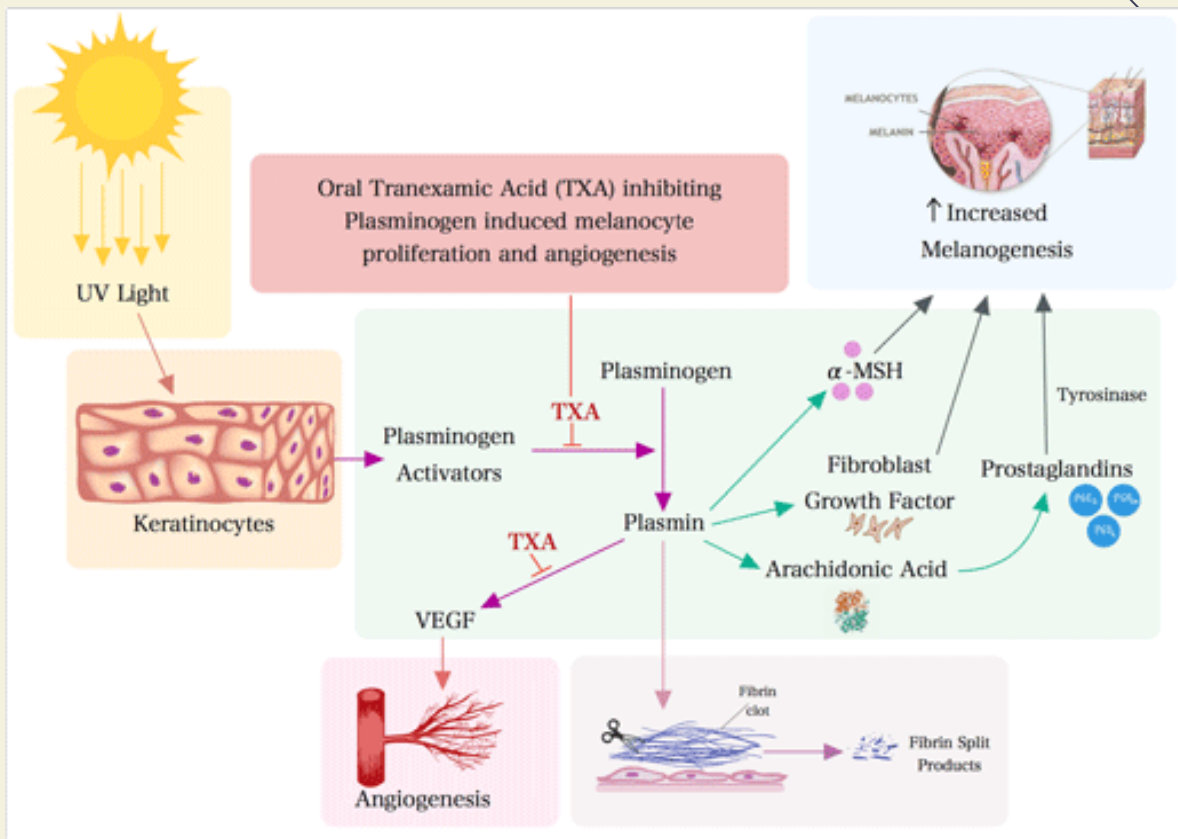 MELANOCYTES
MELANIN
↑ Increased
Melanogenesis
Oral Tranexamic Acid (TXA) inhibiting
Plasminogen induced melanocyte
proliferation and angiogenesis
UV Light
Keratinocytes
Plasminogen
Activators
TXA
Plasminogen
α-MSH
Tyrosinase
Fibroblast
Growth Factor
Prostaglandins
Plasmin
TXA
Arachidonic Acid
VEGF
Angiogenesis
Fibrin
clot
Fibrin Split
Products